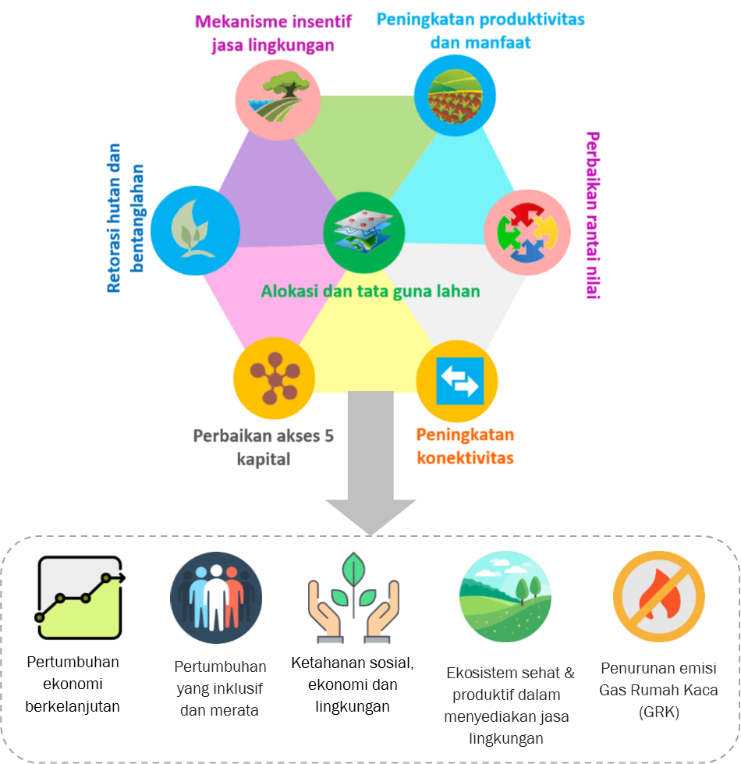 Mekanisme insentif
jasa lingkungan
Peningkatan produktivitas
dan manfaat
Retorasi hutan dan
bentanglahan
Perbaikan rantai nilai
Alokasi dan tata guna lahan
Perbaikan akses 5
kapital
Peningkatan
konektivitas
Pertumbuhan
ekonomi
berkelanjutan
Pertumbuhan
yang inklusif
dan merata
Ketahanan sosial,
ekonomi dan
lingkungan
Ekosistem sehat &
produktif dalam
menyediakan jasa
lingkungan
Penurunan emisi
Gas Rumah Kaca
(GRK)